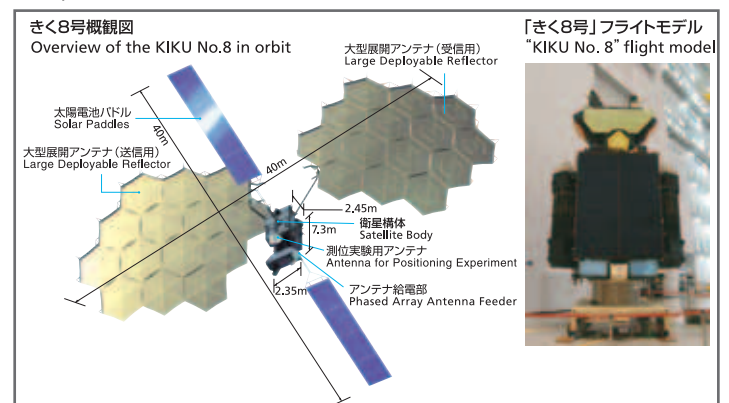 きく8号概観図
Overview of the KIKU No.8 in orbit
「きく8号」フライトモデル
“KIKU No. 8” flight model
大型展開アンテナ(受信用)
Large Deployable Reflector
太陽電池パドル
Solar Paddles
大型展開アンテナ(送信用)
Large Deployable Reflector
40m
40m
2.45m
7.3m
2.35m
衛星構体
Satellite Body
測位実験用アンテナ
Antenna for Positioning Experiment
アンテナ給電部
Phased Array Antenna Feeder